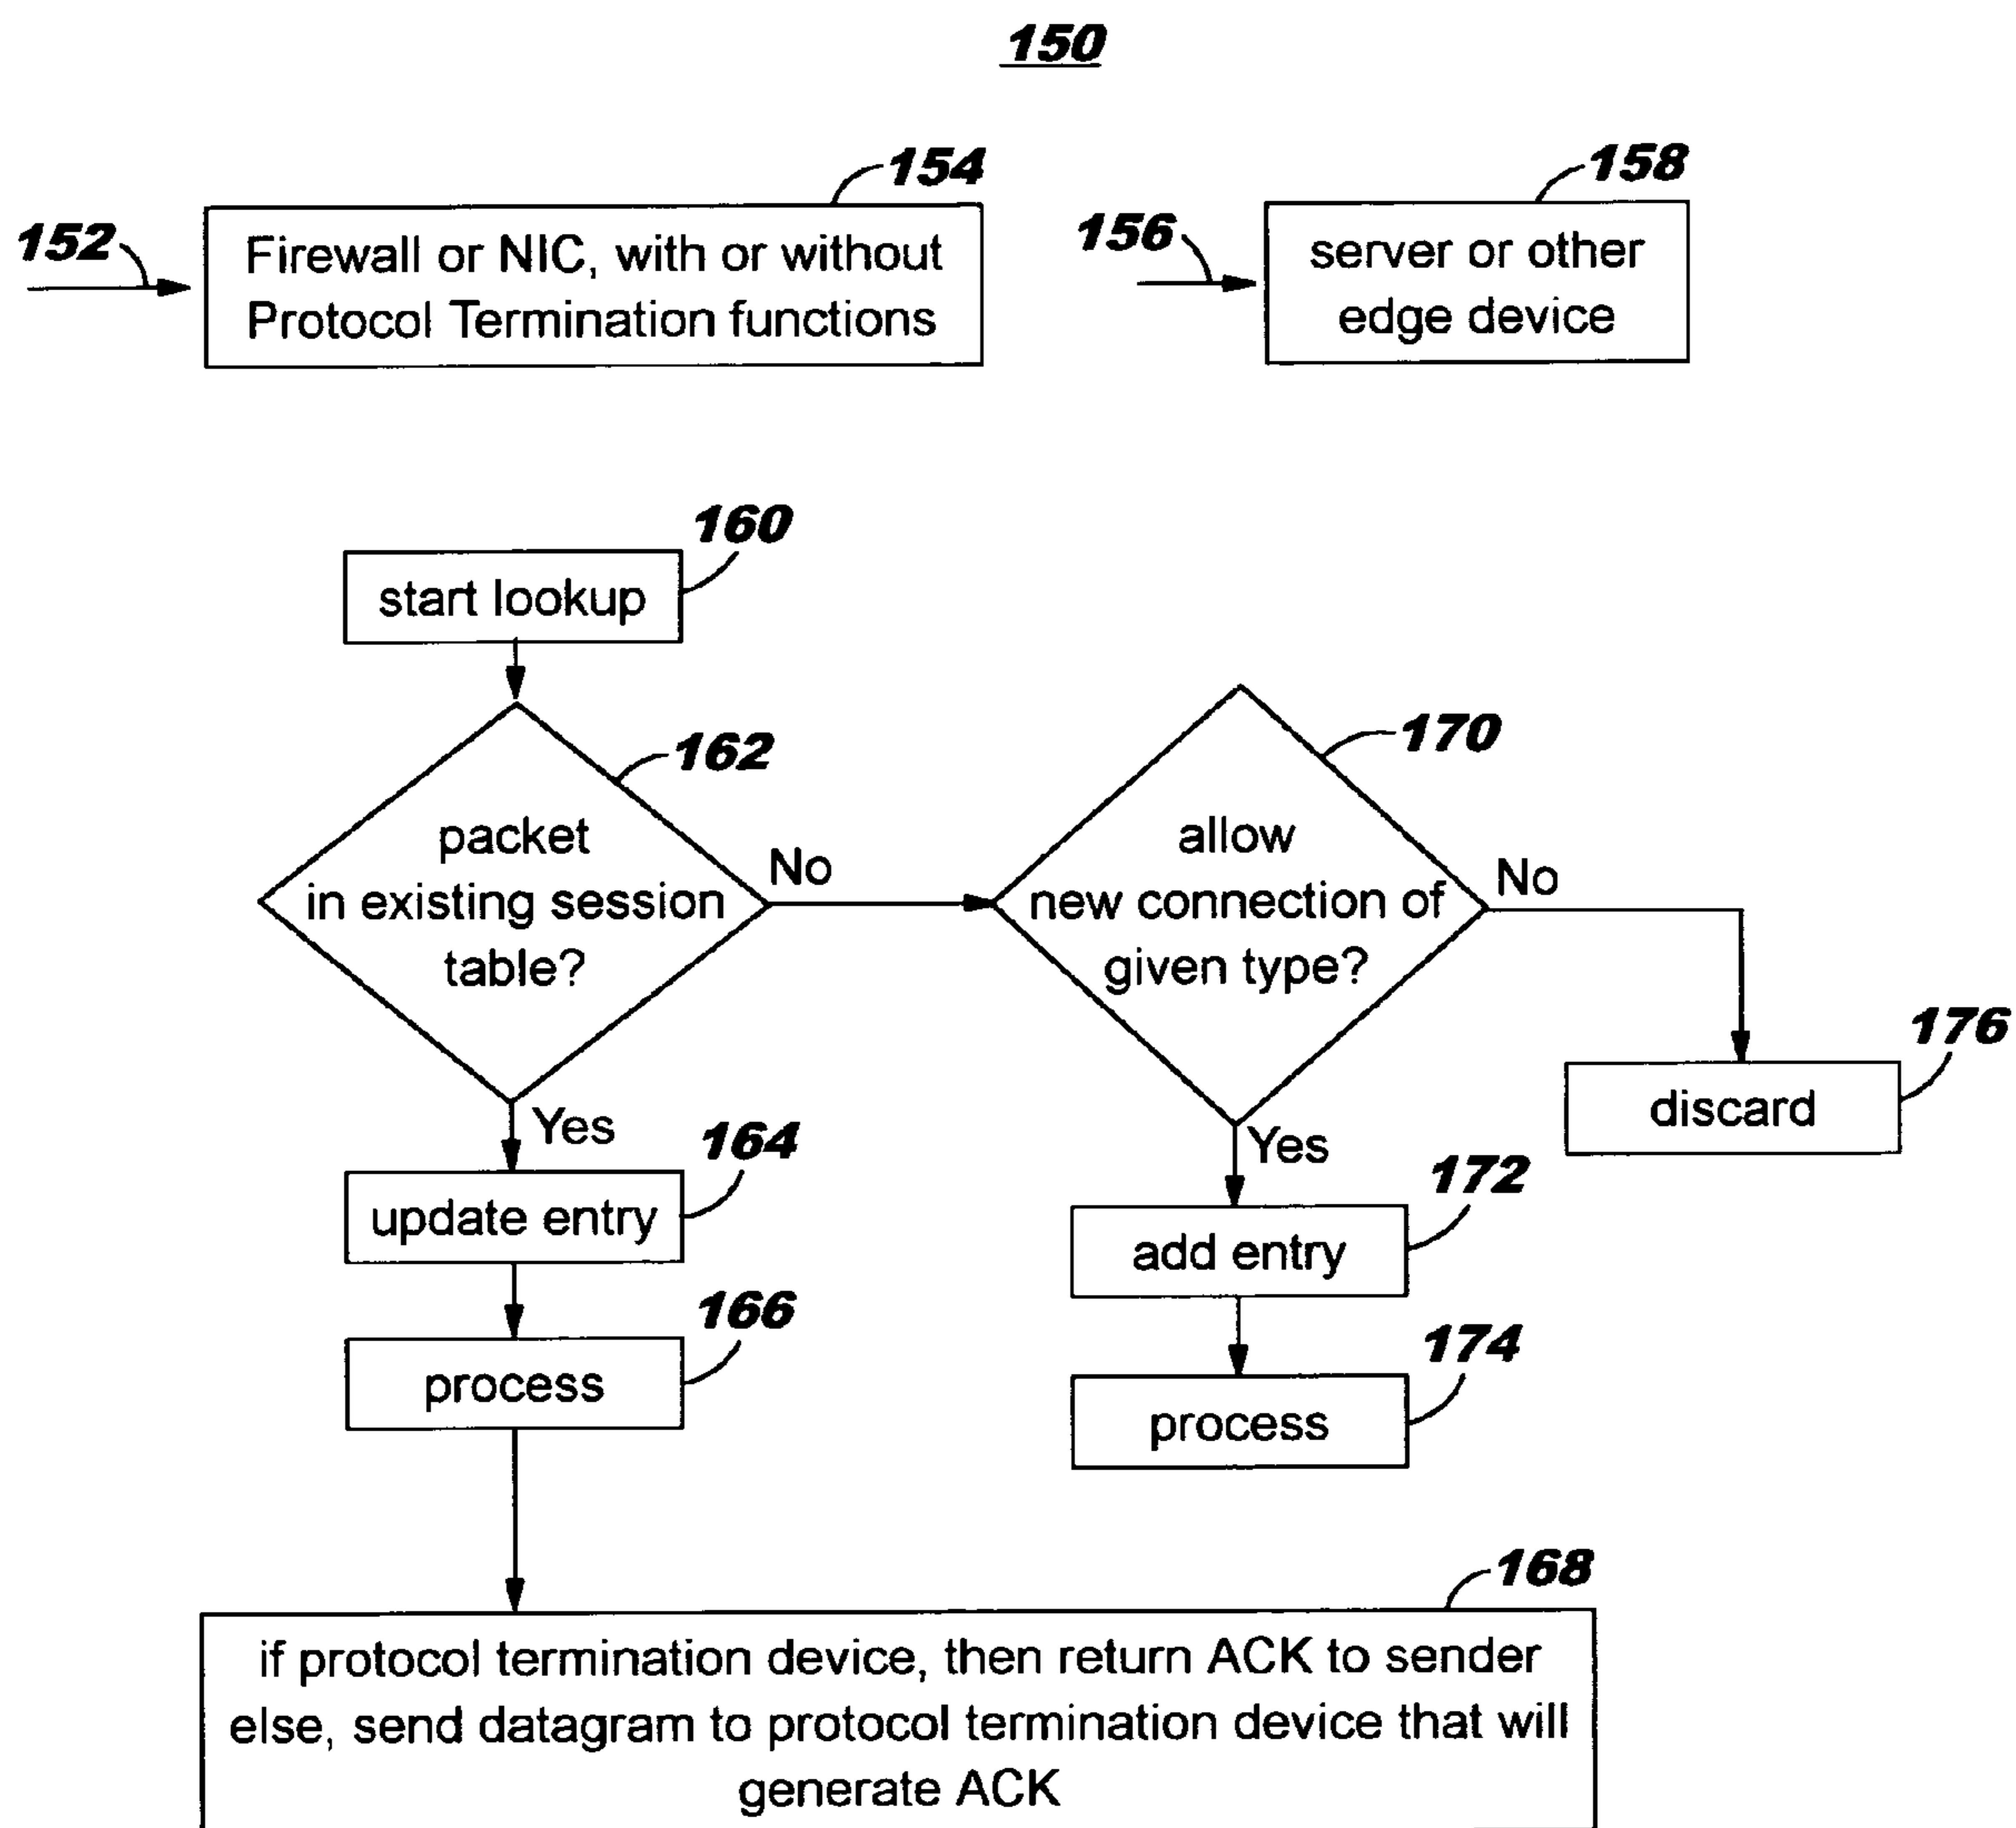 150
154
158
152
156
Firewall or NIC, with or without
Protocol Termination functions
server or other
edge device
160
start lookup
162
170
packet
in existing session
table?
No
allow
new connection of
given type?
No
176
discard
Yes
164
update entry
Yes
172
add entry
166
process
174
process
168
if protocol termination device, then return ACK to sender
else, send datagram to protocol termination device that will
generate ACK